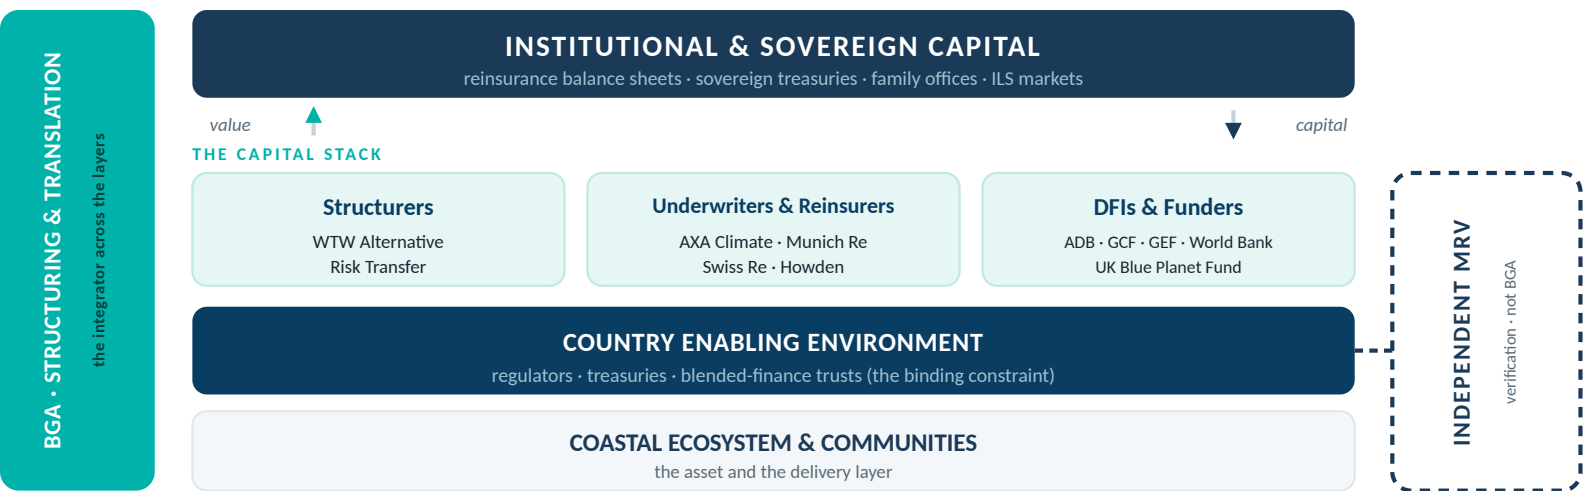 BGA · STRUCTURING & TRANSLATION
the integrator across the layers
INSTITUTIONAL & SOVEREIGN CAPITAL
reinsurance balance sheets · sovereign treasuries · family offices · ILS markets
value
capital
THE CAPITAL STACK
Structurers
WTW Alternative
Risk Transfer
Underwriters & Reinsurers
AXA Climate · Munich Re
Swiss Re · Howden
DFIs & Funders
ADB · GCF · GEF · World Bank
UK Blue Planet Fund
COUNTRY ENABLING ENVIRONMENT
regulators · treasuries · blended-finance trusts (the binding constraint)
COASTAL ECOSYSTEM & COMMUNITIES
the asset and the delivery layer
INDEPENDENT MRV
verification · not BGA